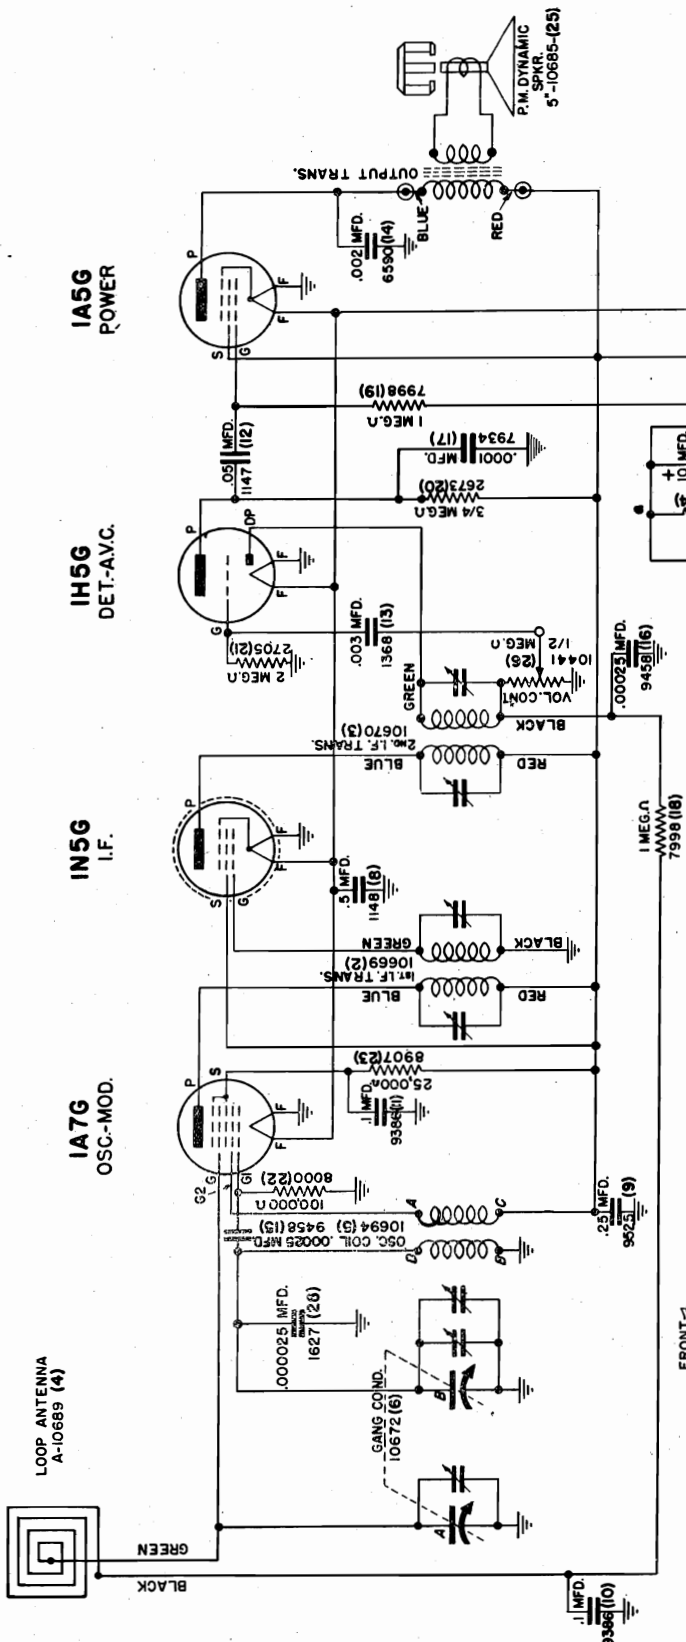 P.M. DYNAMIC
SPKR.
5"-10685-(25)
OUTPUT TRANS.
BLUE
RED
.002 MFD.
6590 (14)
1A5G
POWER
P
S
G
F
F
7998 (19)
1 MEG.Ω
.05 MFD.
1147 (12)
.0001 MFD.
7934 (17)
2673(20)
3/4 MEG.Ω
10 MFD.
+
1H5G
DET.-A.V.C.
P
DP
G
F
F
2705(21)
2 MEG.Ω
.003 MFD.
1368 (13)
1/2 MEG.Ω
10441 (26)
VOL. CONT.
.00025 MFD.
9458 (16)
GREEN
BLACK
10670(3)
2ND. I.F. TRANS.
BLUE
RED
1N5G
I.F.
P
S
G
F
F
.5 MFD.
1148 (8)
1 MEG.Ω
7998 (18)
GREEN
BLACK
10669(2)
1ST. I.F. TRANS.
BLUE
RED
1A7G
OSC.-MOD.
P
S
G
G2
G1
F
F
8907(23)
25,000Ω
.1 MFD.
9386(11)
8000(22)
100,000Ω
A
C
OSC. COIL
10694(5)
.00025 MFD.
9458 (15)
D
B
.25 MFD.
9525 (9)
.000025 MFD.
1627 (28)
GANG COND.
10672(6)
B
A
FRONT
LOOP ANTENNA
A-10689 (4)
GREEN
BLACK
.1 MFD.
9386 (10)